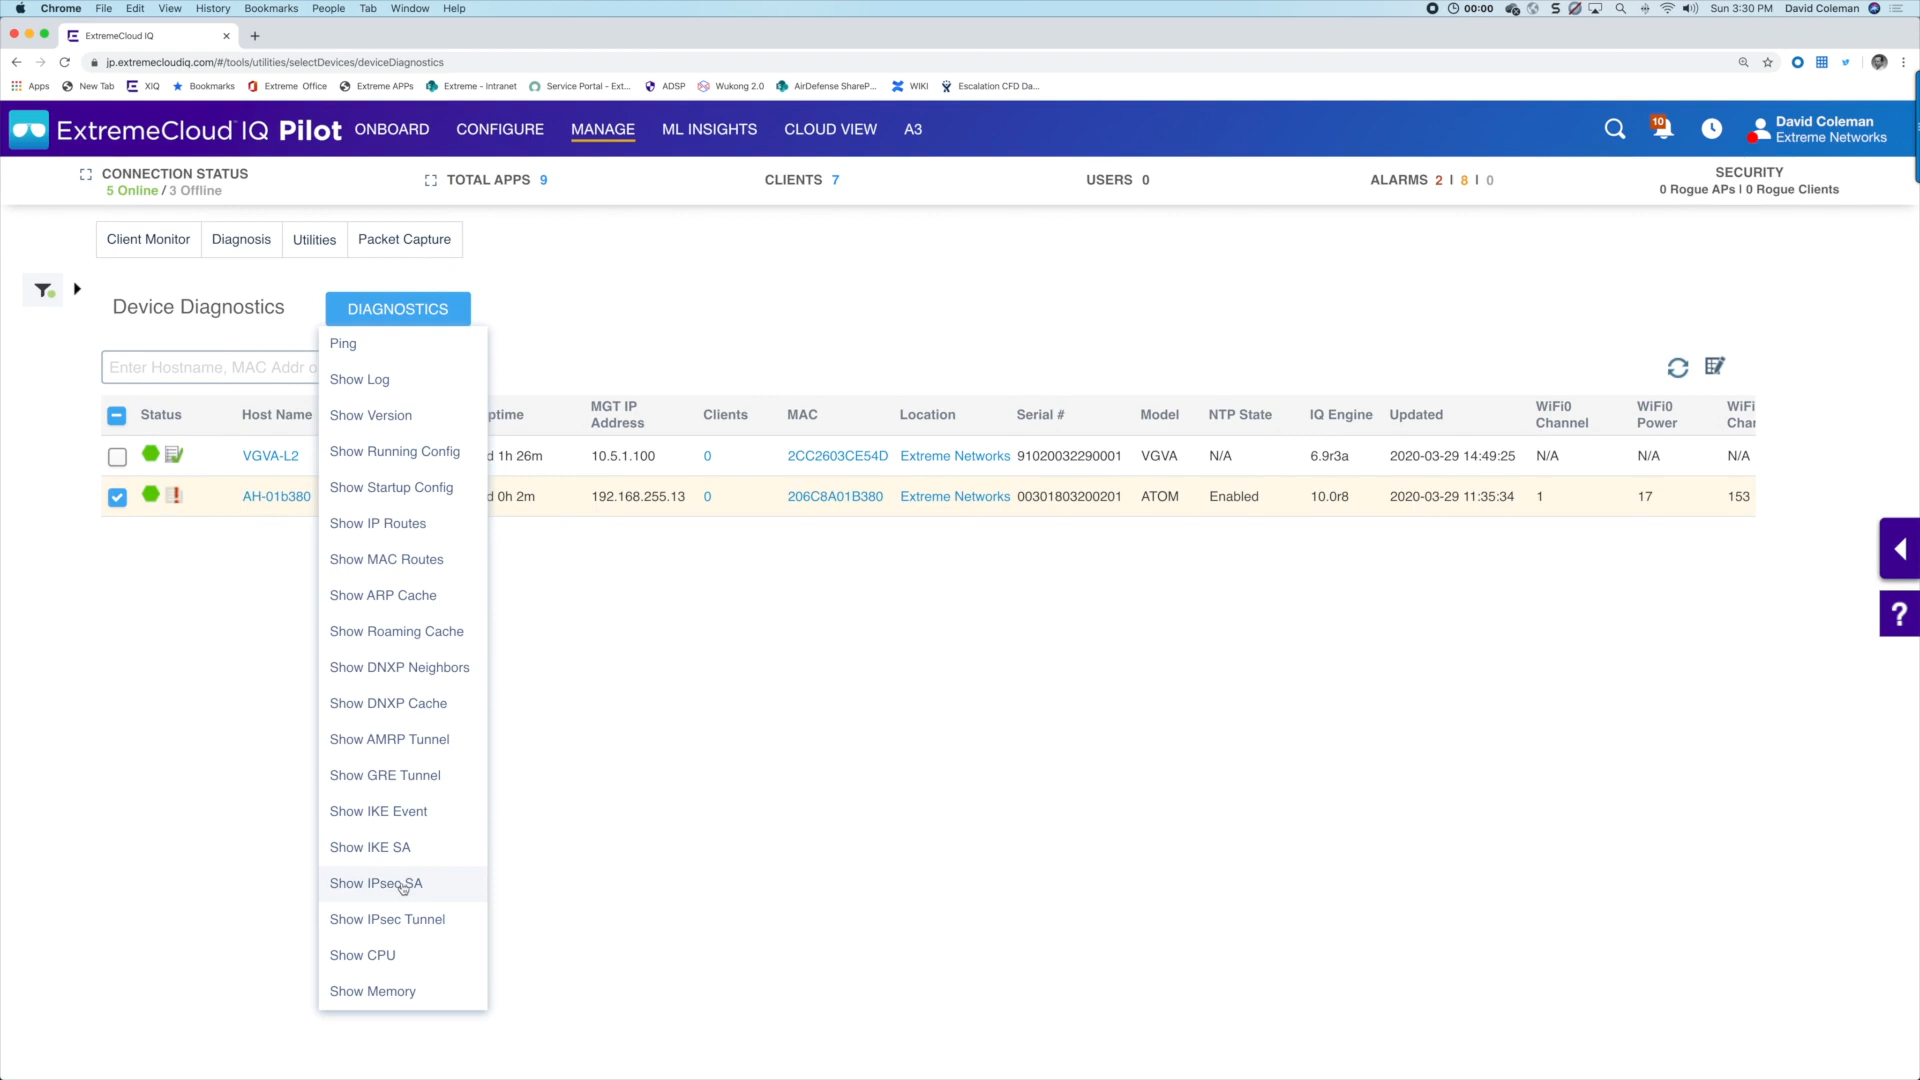 Chrome File Edit View History Bookmarks People Tab Window Help 00:00 Sun 3:30 PM David Coleman
ExtremeCloud IQ
jp.extremecloudiq.com/#/tools/utilities/selectDevices/deviceDiagnostics
Apps New Tab XIQ Bookmarks Extreme Office Extreme APPs Extreme - Intranet Service Portal - Ext... ADSP Wukong 2.0 AirDefense ShareP... WIKI Escalation CFD Da...
ExtremeCloud IQ Pilot ONBOARD CONFIGURE MANAGE ML INSIGHTS CLOUD VIEW A3 10 David Coleman
Extreme Networks
CONNECTION STATUS TOTAL APPS 9 CLIENTS 7 USERS 0 ALARMS 2 | 8 | 0 SECURITY
5 Online / 3 Offline 0 Rogue APs | 0 Rogue Clients
Client Monitor Diagnosis Utilities Packet Capture
Device Diagnostics DIAGNOSTICS
Enter Hostname, MAC Addr o
Status Host Name ptime MGT IP Address Clients MAC Location Serial # Model NTP State IQ Engine Updated WiFi0 Channel WiFi0 Power WiFi Char
VGVA-L2 d 1h 26m 10.5.1.100 0 2CC2603CE54D Extreme Networks 91020032290001 VGVA N/A 6.9r3a 2020-03-29 14:49:25 N/A N/A N/A
AH-01b380 d 0h 2m 192.168.255.13 0 206C8A01B380 Extreme Networks 00301803200201 ATOM Enabled 10.0r8 2020-03-29 11:35:34 1 17 153
Ping
Show Log
Show Version
Show Running Config
Show Startup Config
Show IP Routes
Show MAC Routes
Show ARP Cache
Show Roaming Cache
Show DNXP Neighbors
Show DNXP Cache
Show AMRP Tunnel
Show GRE Tunnel
Show IKE Event
Show IKE SA
Show IPsec SA
Show IPsec Tunnel
Show CPU
Show Memory
?